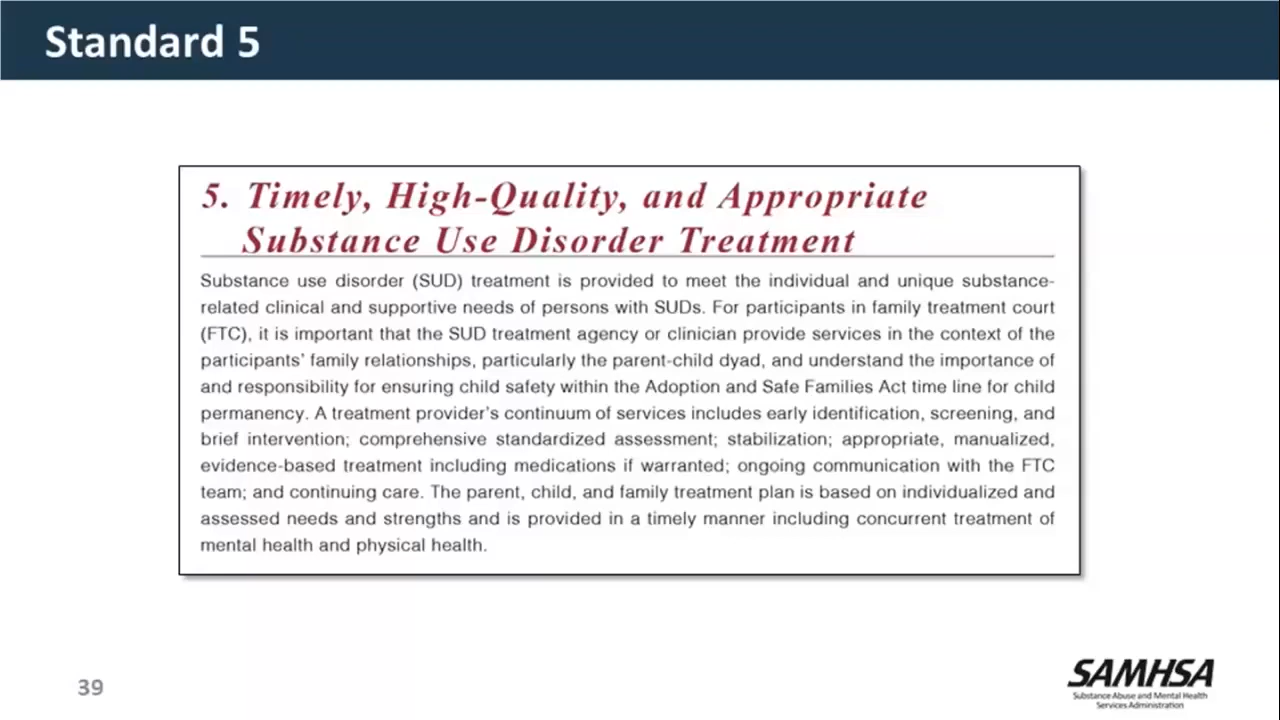 Standard 5
5. Timely, High-Quality, and Appropriate
Substance Use Disorder Treatment
Substance use disorder (SUD) treatment is provided to meet the individual and unique substance-
related clinical and supportive needs of persons with SUDs. For participants in family treatment court
(FTC), it is important that the SUD treatment agency or clinician provide services in the context of the
participants’ family relationships, particularly the parent-child dyad, and understand the importance of
and responsibility for ensuring child safety within the Adoption and Safe Families Act time line for child
permanency. A treatment provider’s continuum of services includes early identification, screening, and
brief intervention; comprehensive standardized assessment; stabilization; appropriate, manualized,
evidence-based treatment including medications if warranted; ongoing communication with the FTC
team; and continuing care. The parent, child, and family treatment plan is based on individualized and
assessed needs and strengths and is provided in a timely manner including concurrent treatment of
mental health and physical health.
39
SAMHSA
Substance Abuse and Mental Health
Services Administration